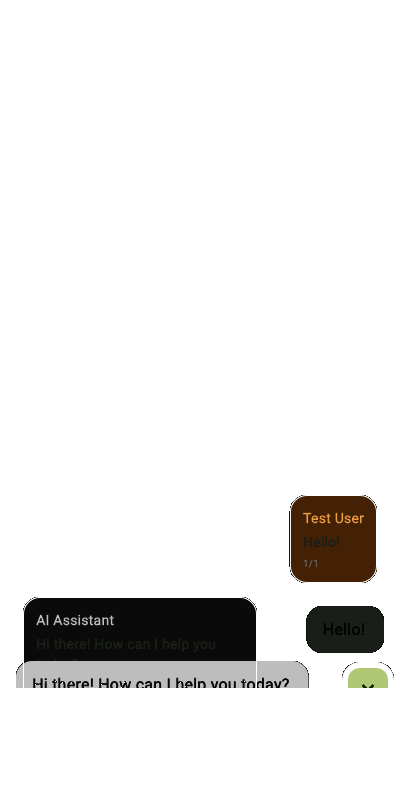 Test User
Hello!
1/1
Hello!
AI Assistant
Hi there! How can I help you
Hi there! How can I help you today?